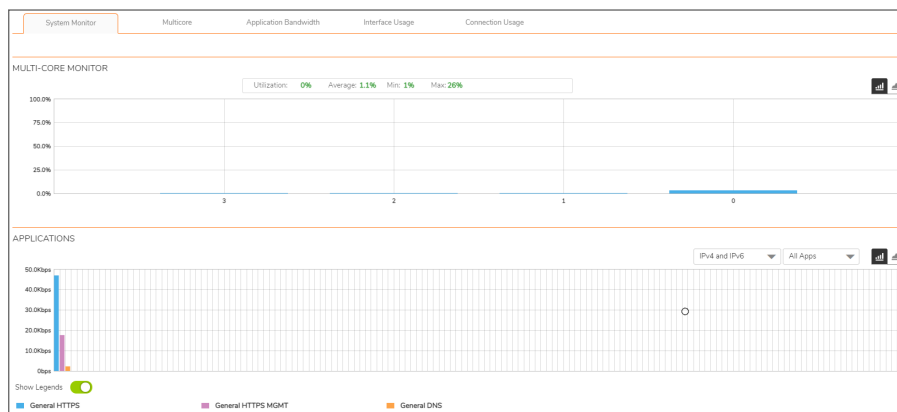 System Monitor Multicore Application Bandwidth Interface Usage Connection Usage
MULTI-CORE MONITOR
Utilization: 0% Average: 1.1% Min: 1% Max: 26%
100.0%
75.0%
50.0%
25.0%
0.0%
3 2 1 0
APPLICATIONS
IPv4 and IPv6 All Apps
50.0Kbps
40.0Kbps
30.0Kbps
20.0Kbps
10.0Kbps
0bps
Show Legends
General HTTPS General HTTPS MGMT General DNS